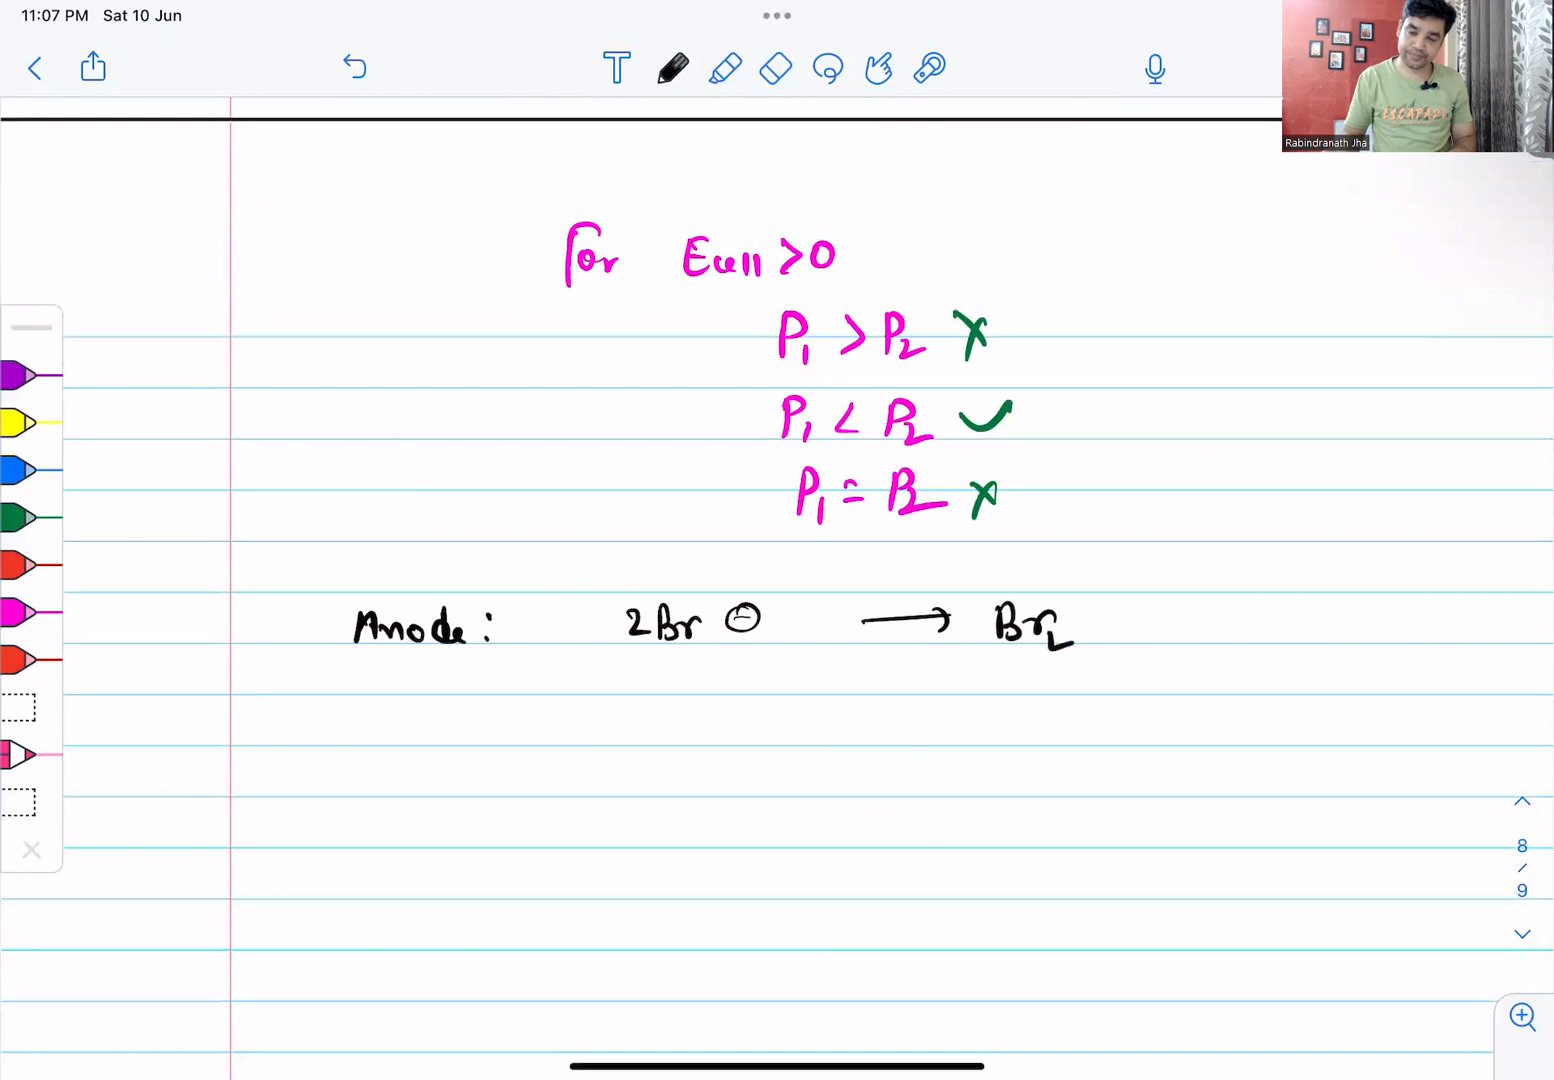 11:07 PM Sat 10 Jun
ESCAPADE
Rabindranath Jha
For Ecell >0
P₁ > P₂ ✗
P₁ < P₂ ✓
P₁ = P₂ ✗
Anode: 2Br ⊖ ⟶ Br₂
8
/
9